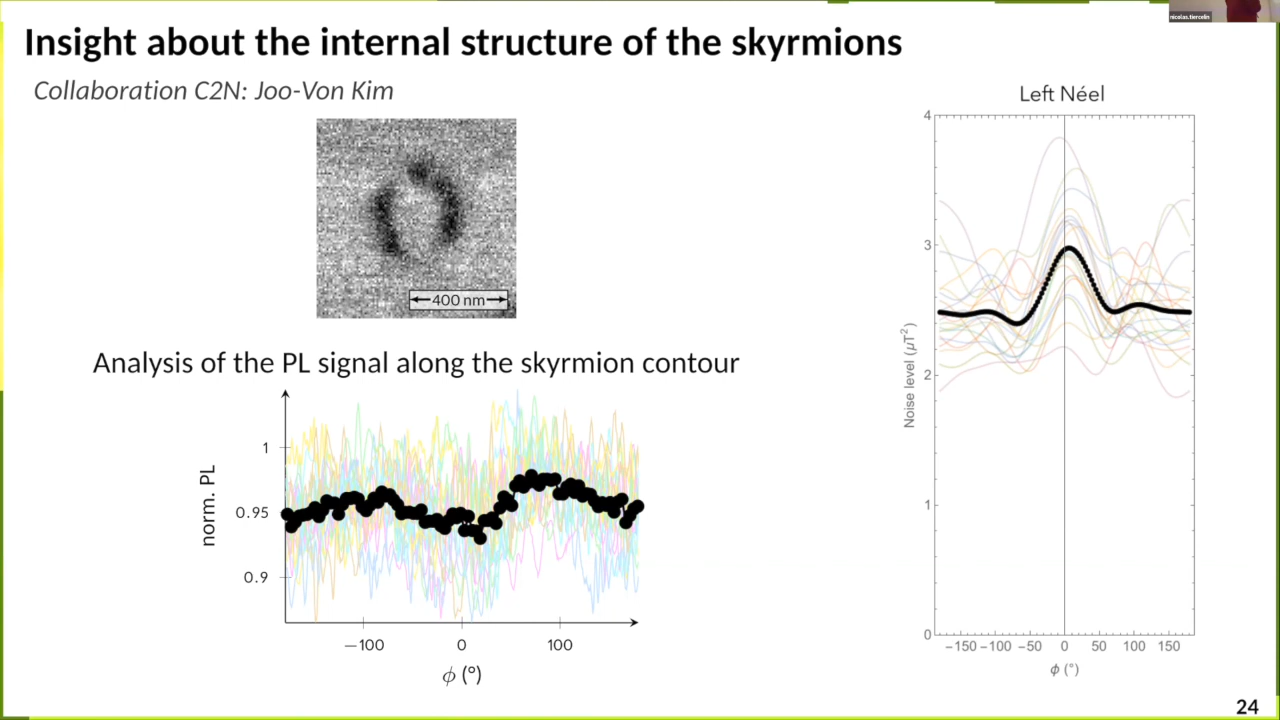 nicolas.tiercelin
Insight about the internal structure of the skyrmions
Collaboration C2N: Joo-Von Kim
400 nm
Analysis of the PL signal along the skyrmion contour
norm. PL
1
0.95
0.9
−100 0 100
ϕ (°)
Left Néel
Noise level (μT²)
4
3
2
1
0
−150 −100 −50 0 50 100 150
ϕ (°)
24